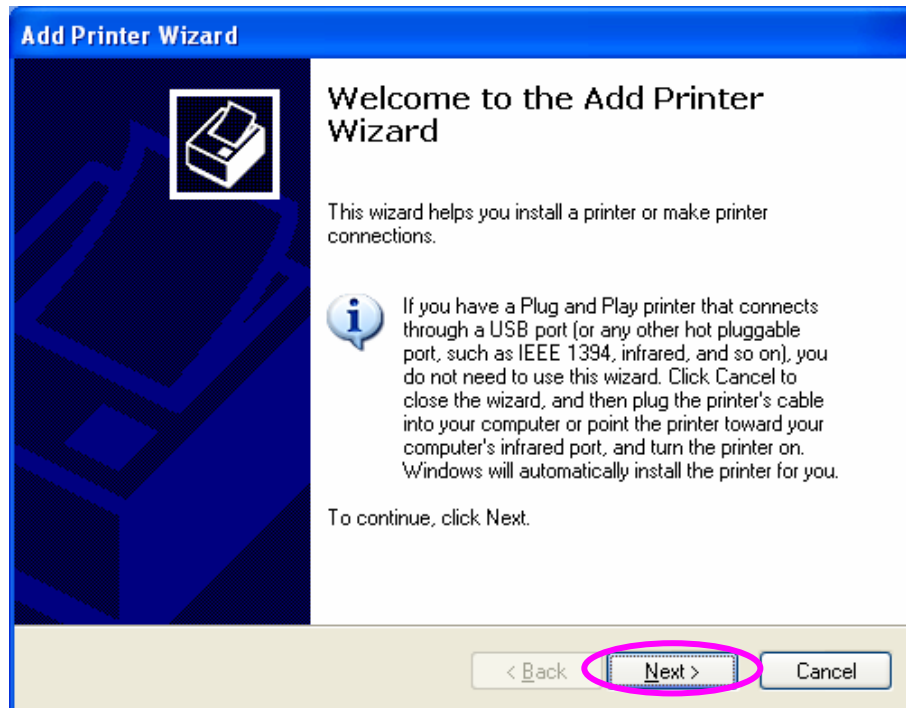 Add Printer Wizard
Welcome to the Add Printer
Wizard
This wizard helps you install a printer or make printer
connections.
If you have a Plug and Play printer that connects
through a USB port (or any other hot pluggable
port, such as IEEE 1394, infrared, and so on), you
do not need to use this wizard. Click Cancel to
close the wizard, and then plug the printer's cable
into your computer or point the printer toward your
computer's infrared port, and turn the printer on.
Windows will automatically install the printer for you.
To continue, click Next.
< Back Next > Cancel